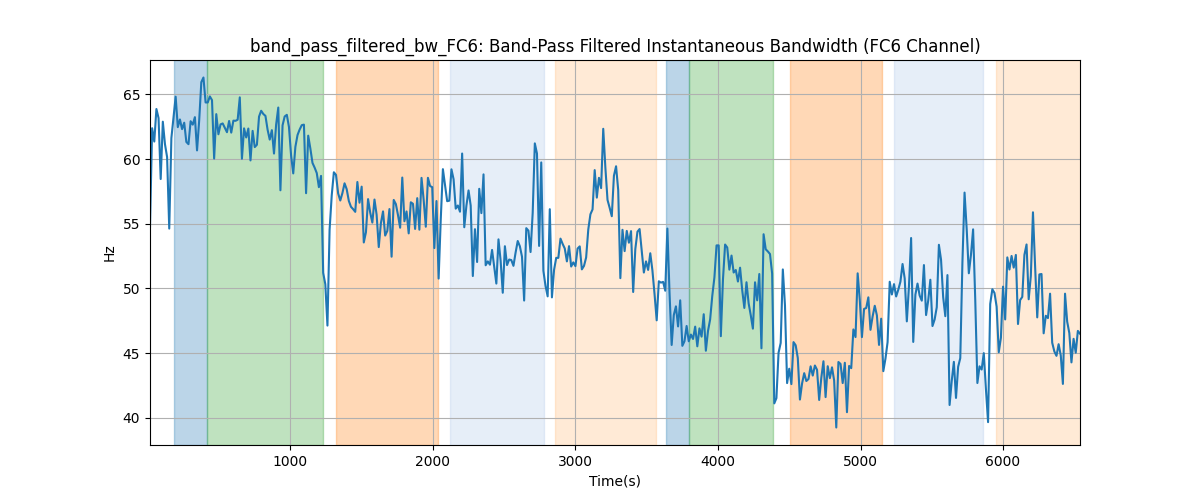 band_pass_filtered_bw_FC6: Band-Pass Filtered Instantaneous Bandwidth (FC6 Channel)
65
60
55
50
45
40
Hz
1000 2000 3000 4000 5000 6000
Time(s)